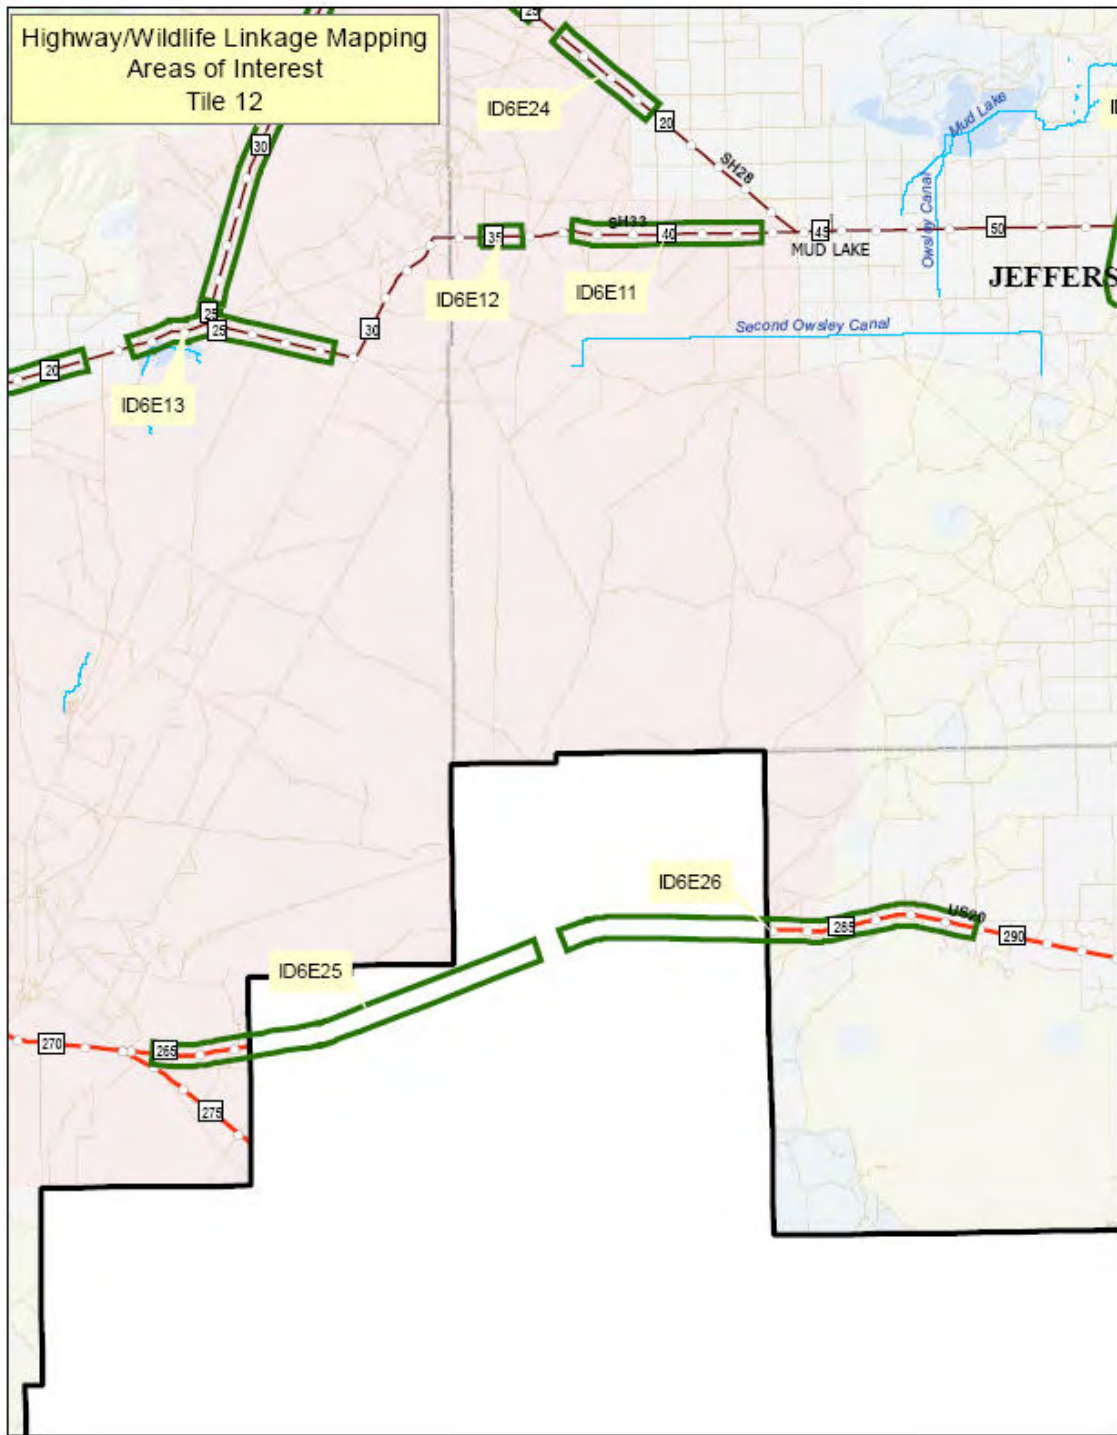 Highway/Wildlife Linkage Mapping
Areas of Interest
Tile 12
25
ID6E24
20
SH28
Mud Lake
30
SH33
35
40
45
50
MUD LAKE
Owsley Canal
ID6E12
ID6E11
JEFFERS
25
25
30
Second Owsley Canal
20
ID6E13
ID6E26
US20
285
290
ID6E25
270
265
275